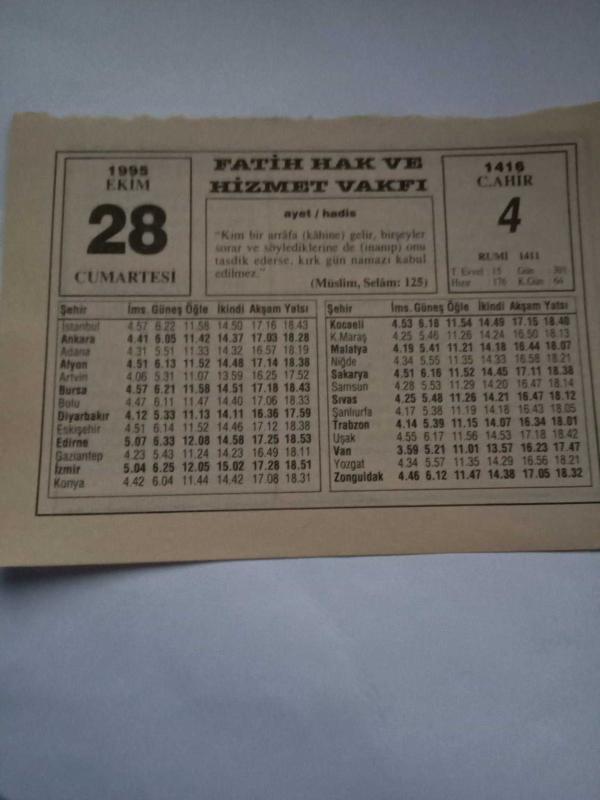 1995
EKİM
28
CUMARTESİ
FATİH HAK VE
HİZMET VAKFI
ayet / hadis
“Kim bir arrâfa (kâhine) gelir, birşeyler
sorar ve söylediklerine de (inanıp) onu
tasdik ederse, kırk gün namazı kabul
edilmez.”
(Müslim, Selâm: 125)
1416
C.AHİR
4
RUMİ 1411
T. Evvel : 15 Gün : 301
Hızır : 176 K.Gün : 66
Şehir İms. Güneş Öğle İkindi Akşam Yatsı
İstanbul 4.57 6.22 11.58 14.50 17.16 18.43
Ankara 4.41 6.05 11.42 14.37 17.03 18.28
Adana 4.31 5.51 11.33 14.32 16.57 18.19
Afyon 4.51 6.13 11.52 14.48 17.14 18.38
Artvin 4.06 5.31 11.07 13.59 16.25 17.52
Bursa 4.57 6.21 11.58 14.51 17.18 18.43
Bolu 4.47 6.11 11.47 14.40 17.06 18.33
Diyarbakır 4.12 5.33 11.13 14.11 16.36 17.59
Eskişehir 4.51 6.14 11.52 14.46 17.12 18.38
Edirne 5.07 6.33 12.08 14.58 17.25 18.53
Gaziantep 4.23 5.43 11.24 14.23 16.49 18.11
İzmir 5.04 6.25 12.05 15.02 17.28 18.51
Konya 4.42 6.04 11.44 14.42 17.08 18.31
Şehir İms. Güneş Öğle İkindi Akşam Yatsı
Kocaeli 4.53 6.18 11.54 14.49 17.15 18.40
K.Maraş 4.25 5.46 11.26 14.24 16.50 18.13
Malatya 4.19 5.41 11.21 14.18 16.44 18.07
Niğde 4.34 5.55 11.35 14.33 16.58 18.21
Sakarya 4.51 6.16 11.52 14.45 17.11 18.38
Samsun 4.28 5.53 11.29 14.20 16.47 18.14
Sıvas 4.25 5.48 11.26 14.21 16.47 18.12
Şanlıurfa 4.17 5.38 11.19 14.18 16.43 18.05
Trabzon 4.14 5.39 11.15 14.07 16.34 18.01
Uşak 4.55 6.17 11.56 14.53 17.18 18.42
Van 3.59 5.21 11.01 13.57 16.23 17.47
Yozgat 4.34 5.57 11.35 14.29 16.56 18.21
Zonguldak 4.46 6.12 11.47 14.38 17.05 18.32